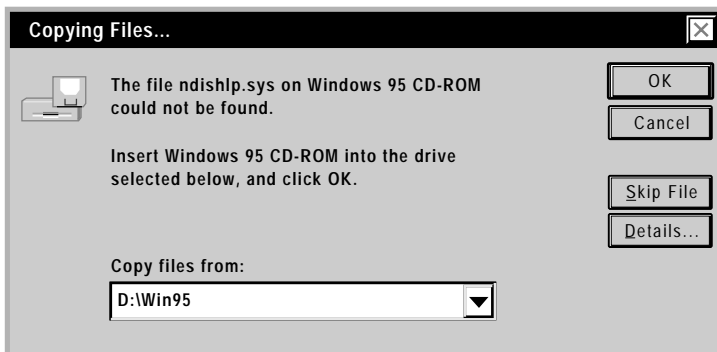 Copying Files...
The file ndishlp.sys on Windows 95 CD-ROM
could not be found.
Insert Windows 95 CD-ROM into the drive
selected below, and click OK.
Copy files from:
D:\Win95
OK
Cancel
Skip File
Details...